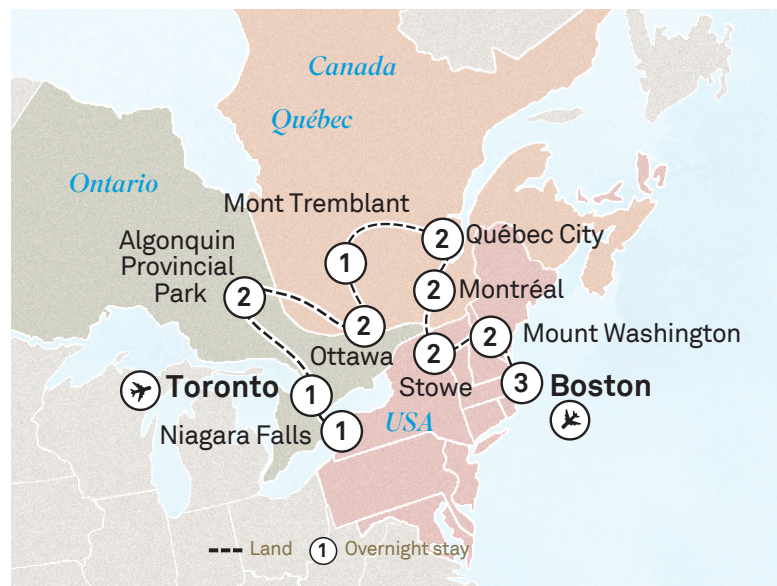 Canada
Québec
Ontario
Mont Tremblant
Algonquin
Provincial
Park
2
1
2
Québec City
2
Montréal
2
Ottawa
2
Stowe
2
Mount Washington
3
Boston
Toronto
1
Niagara Falls
1
USA
Land
1
Overnight stay